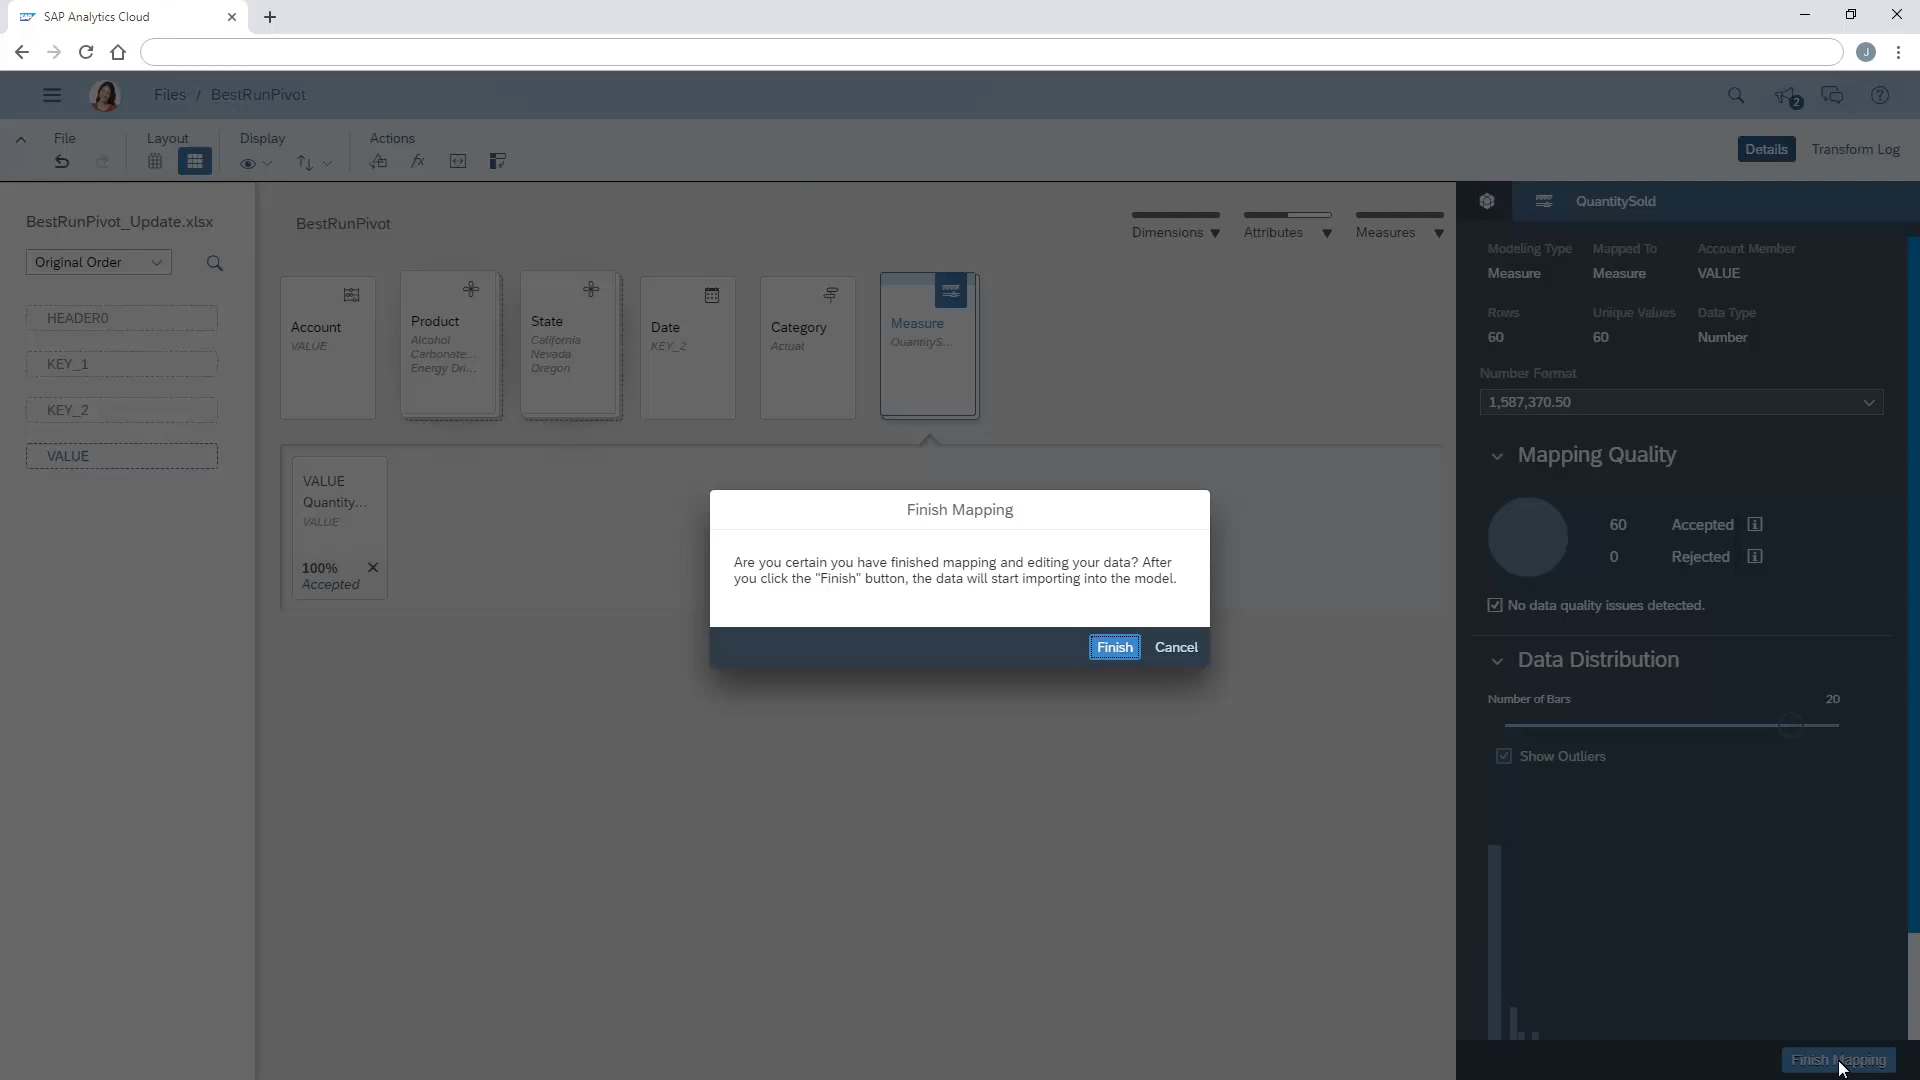 SAP Analytics Cloud
J
Files / BestRunPivot
2
File
Layout
Display
Actions
fx
Details
Transform Log
BestRunPivot_Update.xlsx
Original Order
HEADER0
KEY_1
KEY_2
VALUE
BestRunPivot
Dimensions
Attributes
Measures
Account
VALUE
Product
Alcohol
Carbonate...
Energy Dri...
State
California
Nevada
Oregon
Date
KEY_2
Category
Actual
Measure
QuantityS...
VALUE
Quantity...
VALUE
100%
Accepted
Finish Mapping
Are you certain you have finished mapping and editing your data? After
you click the "Finish" button, the data will start importing into the model.
Finish
Cancel
QuantitySold
Modeling Type
Mapped To
Account Member
Measure
Measure
VALUE
Rows
Unique Values
Data Type
60
60
Number
Number Format
1,587,370.50
Mapping Quality
60 Accepted
0 Rejected
No data quality issues detected.
Data Distribution
Number of Bars
20
Show Outliers
Finish Mapping